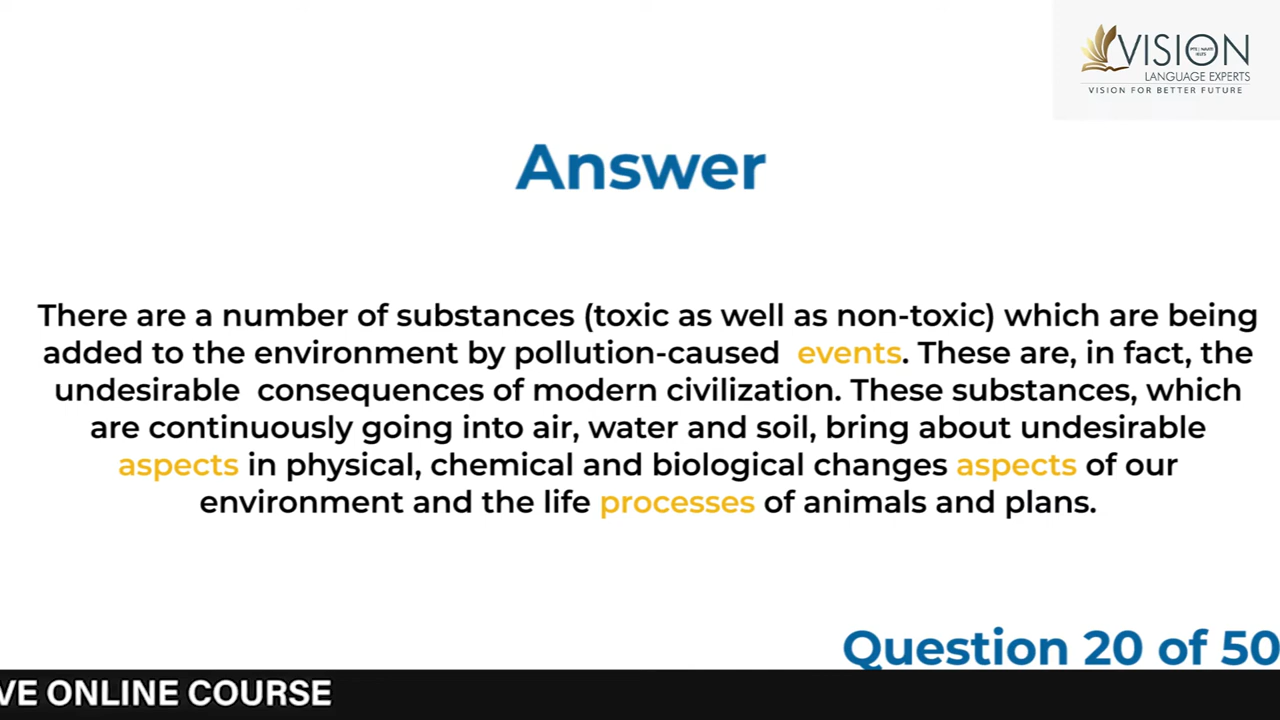 VISION
LANGUAGE EXPERTS
VISION FOR BETTER FUTURE
Answer
There are a number of substances (toxic as well as non-toxic) which are being
added to the environment by pollution-caused events. These are, in fact, the
undesirable consequences of modern civilization. These substances, which
are continuously going into air, water and soil, bring about undesirable
aspects in physical, chemical and biological changes aspects of our
environment and the life processes of animals and plans.
Question 20 of 50
VE ONLINE COURSE